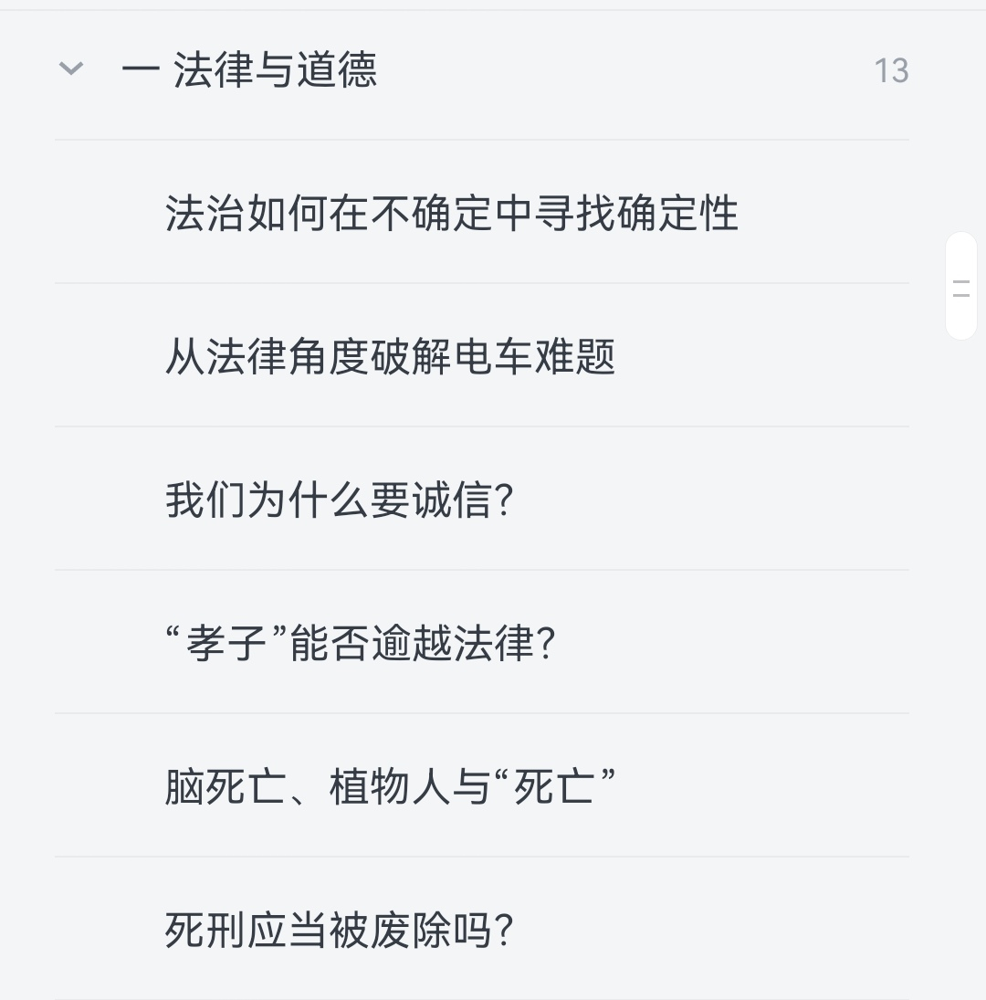 一 法律与道德 13
法治如何在不确定中寻找确定性
从法律角度破解电车难题
我们为什么要诚信?
“孝子”能否逾越法律?
脑死亡、植物人与“死亡”
死刑应当被废除吗?